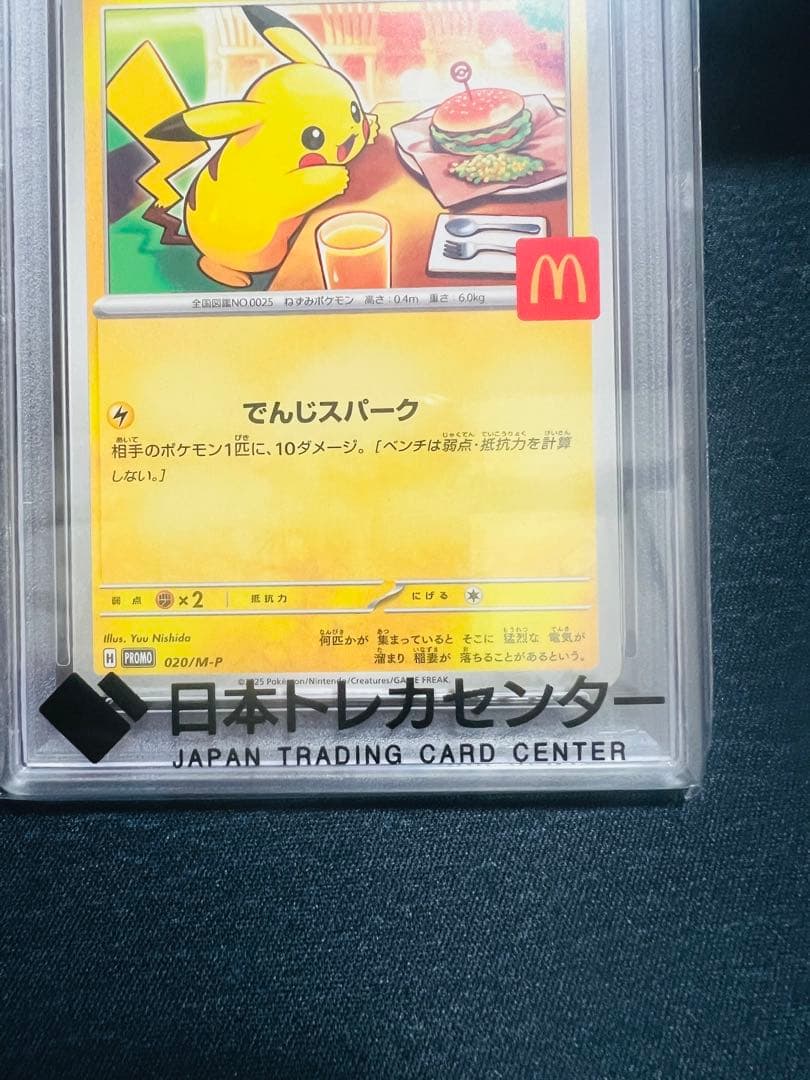 M
全国図鑑NO.0025 ねずみポケモン 高さ:0.4m 重さ:6.0kg
でんじスパーク
相手のポケモン1匹に、10ダメージ。[ベンチは弱点・抵抗力を計算
しない。]
弱点 ×2 抵抗力 にげる
Illus. Yuu Nishida
何匹かが 集まっていると そこに 猛烈な 電気が
溜まり 稲妻が 落ちることがあるという。
H PROMO 020/M-P
©2025 Pokémon/Nintendo/Creatures/GAME FREAK.
日本トレカセンター
JAPAN TRADING CARD CENTER